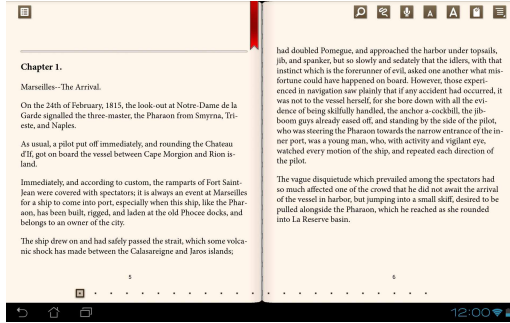 Chapter 1.
Marseilles--The Arrival.
On the 24th of February, 1815, the look-out at Notre-Dame de la
Garde signalled the three-master, the Pharaon from Smyrna, Tri-
este, and Naples.
As usual, a pilot put off immediately, and rounding the Chateau
d'If, got on board the vessel between Cape Morgion and Rion is-
land.
Immediately, and according to custom, the ramparts of Fort Saint-
Jean were covered with spectators; it is always an event at Marseilles
for a ship to come into port, especially when this ship, like the Phar-
aon, has been built, rigged, and laden at the old Phocee docks, and
belongs to an owner of the city.
The ship drew on and had safely passed the strait, which some volca-
nic shock has made between the Calasareigne and Jaros islands;
5
had doubled Pomegue, and approached the harbor under topsails,
jib, and spanker, but so slowly and sedately that the idlers, with that
instinct which is the forerunner of evil, asked one another what mis-
fortune could have happened on board. However, those experi-
enced in navigation saw plainly that if any accident had occurred, it
was not to the vessel herself, for she bore down with all the evi-
dence of being skilfully handled, the anchor a-cockbill, the jib-
boom guys already eased off, and standing by the side of the pilot,
who was steering the Pharaon towards the narrow entrance of the in-
ner port, was a young man, who, with activity and vigilant eye,
watched every motion of the ship, and repeated each direction of
the pilot.
The vague disquietude which prevailed among the spectators had
so much affected one of the crowd that he did not await the arrival
of the vessel in harbor, but jumping into a small skiff, desired to be
pulled alongside the Pharaon, which he reached as she rounded
into La Reserve basin.
6
A A
12:00